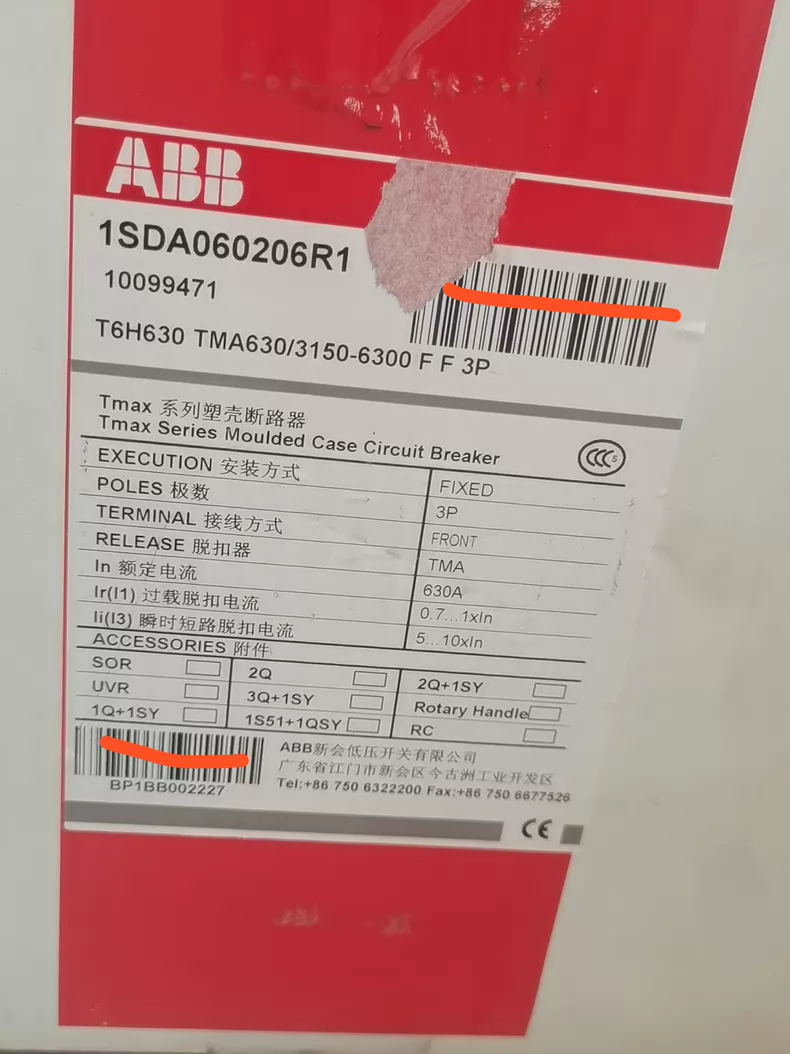 ABB
1SDA060206R1
10099471
T6H630 TMA630/3150-6300 F F 3P
Tmax 系列塑壳断路器
Tmax Series Moulded Case Circuit Breaker
CCC S
EXECUTION 安装方式 FIXED
POLES 极数 3P
TERMINAL 接线方式 FRONT
RELEASE 脱扣器 TMA
In 额定电流 630A
Ir(I1) 过载脱扣电流 0.7...1xIn
Ii(I3) 瞬时短路脱扣电流 5...10xIn
ACCESSORIES 附件
SOR 2Q 2Q+1SY
UVR 3Q+1SY Rotary Handle
1Q+1SY 1S51+1QSY RC
BP1BB002227
ABB新会低压开关有限公司
广东省江门市新会区今古洲工业开发区
Tel:+86 750 6322200 Fax:+86 750 6677526
CE